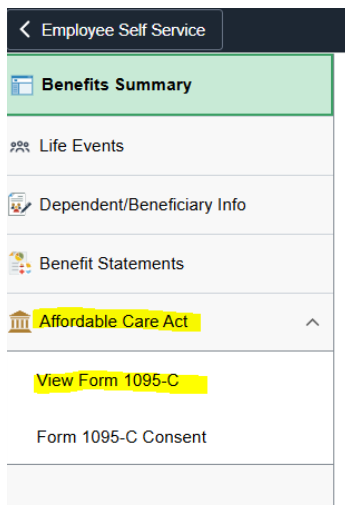 Employee Self Service
Benefits Summary
Life Events
Dependent/Beneficiary Info
Benefit Statements
Affordable Care Act
View Form 1095-C
Form 1095-C Consent